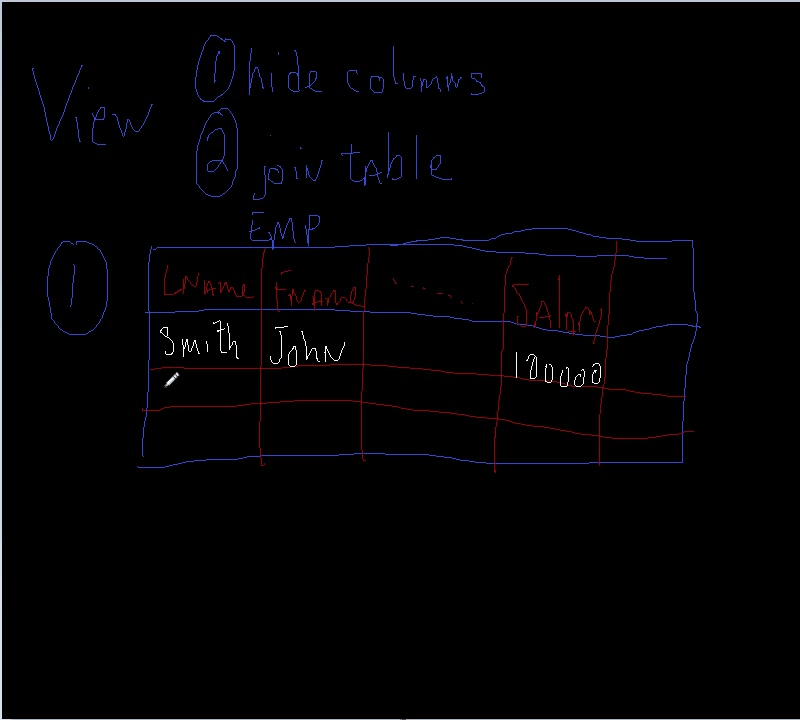 View
① hide columns
② join table
EMP
①
LNAME FNAME ....... SAlary
Smith John 100000